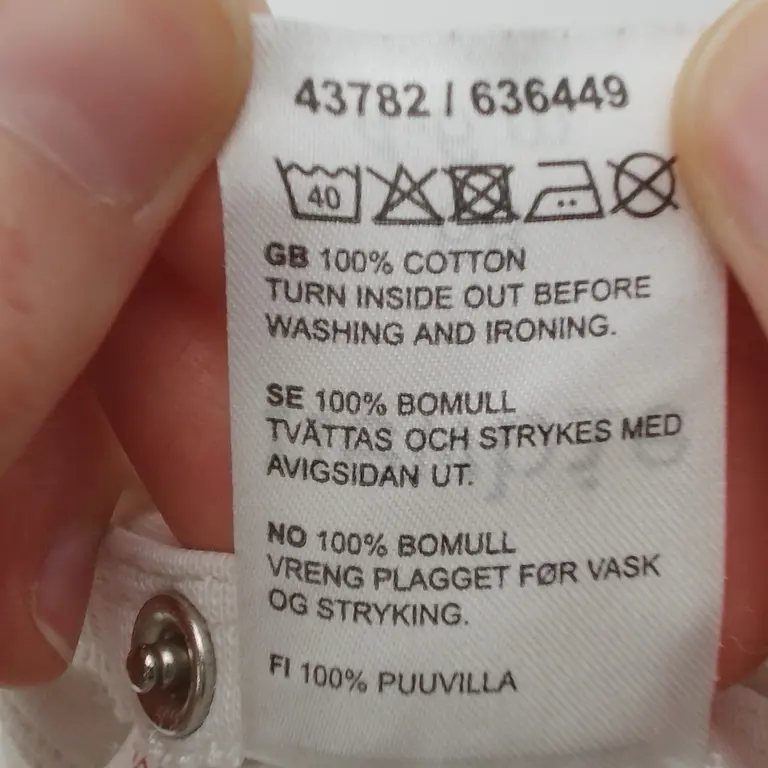 43782 / 636449
40
GB 100% COTTON
TURN INSIDE OUT BEFORE
WASHING AND IRONING.
SE 100% BOMULL
TVÄTTAS OCH STRYKES MED
AVIGSIDAN UT.
NO 100% BOMULL
VRENG PLAGGET FØR VASK
OG STRYKING.
FI 100% PUUVILLA